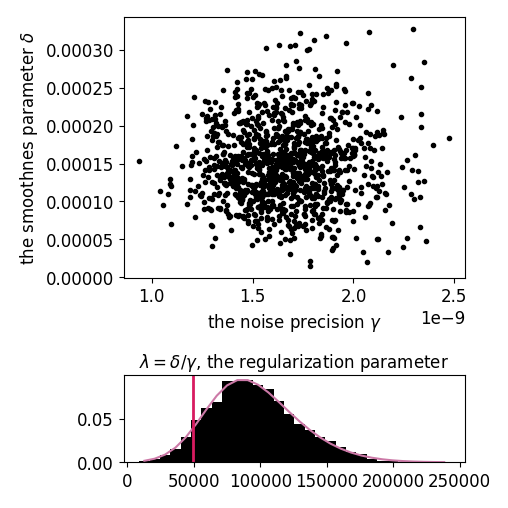 0.00030
0.00025
0.00020
0.00015
0.00010
0.00005
0.00000
the smoothnes parameter δ
1.0 1.5 2.0 2.5
1e−9
the noise precision γ
λ = δ/γ, the regularization parameter
0.05
0.00
0 50000 100000 150000 200000 250000